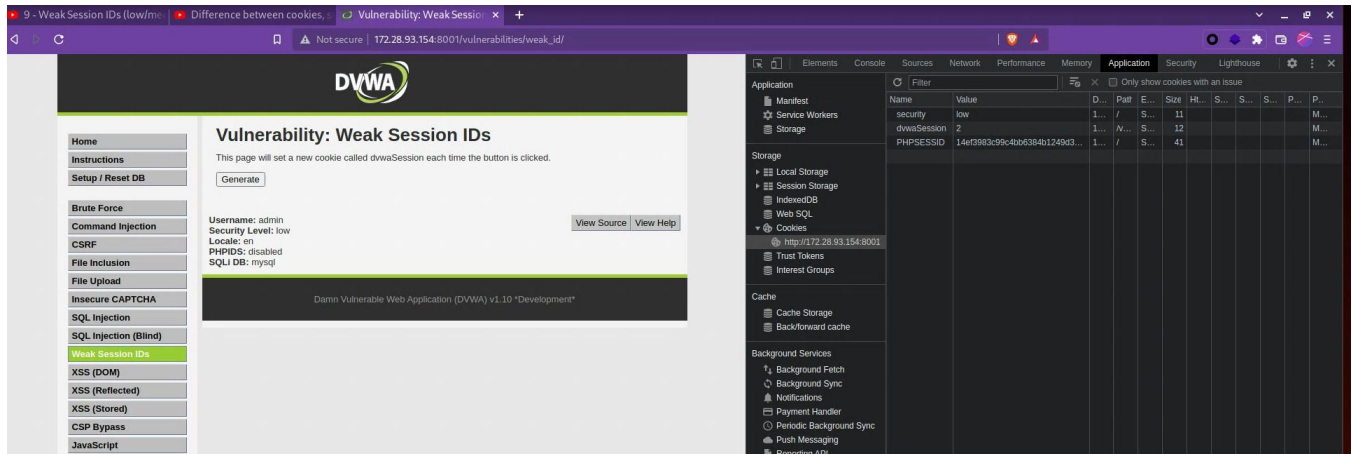 9 - Weak Session IDs (low/me
Difference between cookies, s
Vulnerability: Weak Session
Not secure
172.28.93.154:8001/vulnerabilities/weak_id/
DVWA
Home
Instructions
Setup / Reset DB
Brute Force
Command Injection
CSRF
File Inclusion
File Upload
Insecure CAPTCHA
SQL Injection
SQL Injection (Blind)
Weak Session IDs
XSS (DOM)
XSS (Reflected)
XSS (Stored)
CSP Bypass
JavaScript
Vulnerability: Weak Session IDs
This page will set a new cookie called dvwaSession each time the button is clicked.
Generate
Username: admin
Security Level: low
Locale: en
PHPIDS: disabled
SQLi DB: mysql
View Source View Help
Damn Vulnerable Web Application (DVWA) v1.10 *Development*
Elements Console Sources Network Performance Memory Application Security Lighthouse
Application
Manifest
Service Workers
Storage
Storage
Local Storage
Session Storage
IndexedDB
Web SQL
Cookies
http://172.28.93.154:8001
Trust Tokens
Interest Groups
Cache
Cache Storage
Back/forward cache
Background Services
Background Fetch
Background Sync
Notifications
Payment Handler
Periodic Background Sync
Push Messaging
Reporting API
Filter
Only show cookies with an issue
Name Value D... Patl E... Size Ht... S... S... S... P... P..
security low 1... / S... 11 M...
dvwaSession 2 1... /v... S... 12 M...
PHPSESSID 14ef3983c99c4bb6384b1249d3... 1... / S... 41 M...